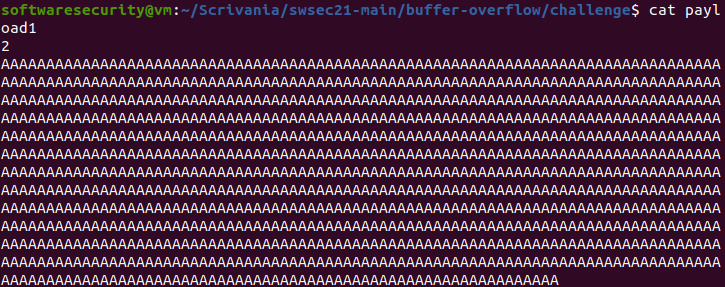 softwaresecurity@vm:~/Scrivania/swsec21-main/buffer-overflow/challenge$ cat payl
oad1
2
AAAAAAAAAAAAAAAAAAAAAAAAAAAAAAAAAAAAAAAAAAAAAAAAAAAAAAAAAAAAAAAAAAAAAAAAAAAAAAAA
AAAAAAAAAAAAAAAAAAAAAAAAAAAAAAAAAAAAAAAAAAAAAAAAAAAAAAAAAAAAAAAAAAAAAAAAAAAAAAAA
AAAAAAAAAAAAAAAAAAAAAAAAAAAAAAAAAAAAAAAAAAAAAAAAAAAAAAAAAAAAAAAAAAAAAAAAAAAAAAAA
AAAAAAAAAAAAAAAAAAAAAAAAAAAAAAAAAAAAAAAAAAAAAAAAAAAAAAAAAAAAAAAAAAAAAAAAAAAAAAAA
AAAAAAAAAAAAAAAAAAAAAAAAAAAAAAAAAAAAAAAAAAAAAAAAAAAAAAAAAAAAAAAAAAAAAAAAAAAAAAAA
AAAAAAAAAAAAAAAAAAAAAAAAAAAAAAAAAAAAAAAAAAAAAAAAAAAAAAAAAAAAAAAAAAAAAAAAAAAAAAAA
AAAAAAAAAAAAAAAAAAAAAAAAAAAAAAAAAAAAAAAAAAAAAAAAAAAAAAAAAAAAAAAAAAAAAAAAAAAAAAAA
AAAAAAAAAAAAAAAAAAAAAAAAAAAAAAAAAAAAAAAAAAAAAAAAAAAAAAAAAAAAAAAAAAAAAAAAAAAAAAAA
AAAAAAAAAAAAAAAAAAAAAAAAAAAAAAAAAAAAAAAAAAAAAAAAAAAAAAAAAAAAAAAAAAAAAAAAAAAAAAAA
AAAAAAAAAAAAAAAAAAAAAAAAAAAAAAAAAAAAAAAAAAAAAAAAAAAAAAAAAAAAAAAAAAAAAAAAAAAAAAAA
AAAAAAAAAAAAAAAAAAAAAAAAAAAAAAAAAAAAAAAAAAAAAAAAAAAAAAAAAAAAAAAAAAAAAAAAAAAAAAAA
AAAAAAAAAAAAAAAAAAAAAAAAAAAAAAAAAAAAAAAAAAAAAAAAAAAAAAAAAAAAAAAAAAAAAAAAAAAAAAAA
AAAAAAAAAAAAAAAAAAAAAAAAAAAAAAAAAAAAAAAAAAAAAAAAAAAAAAAAAAAAAA